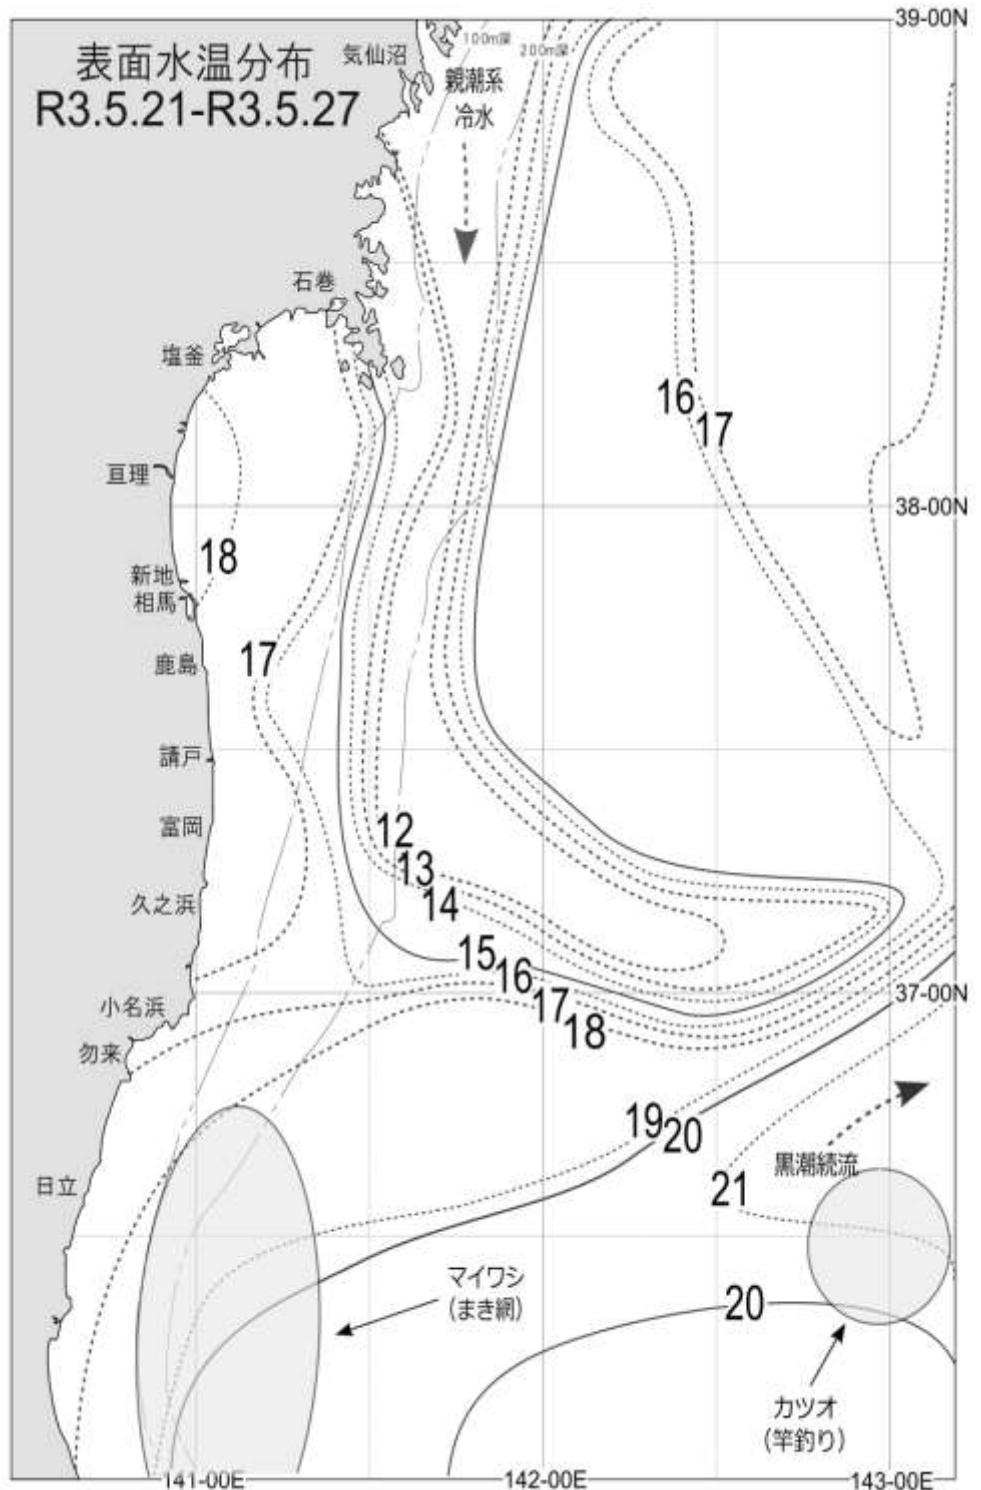 表面水温分布
R3.5.21-R3.5.27
気仙沼
100m深
200m深
39-00N
親潮系
冷水
石巻
塩釜
16
17
亘理
38-00N
18
新地
相馬
17
鹿島
請戸
富岡
12
13
14
久之浜
15
16
17
18
37-00N
小名浜
勿来
19
20
黒潮続流
21
日立
マイワシ
(まき網)
20
カツオ
(竿釣り)
141-00E
142-00E
143-00E